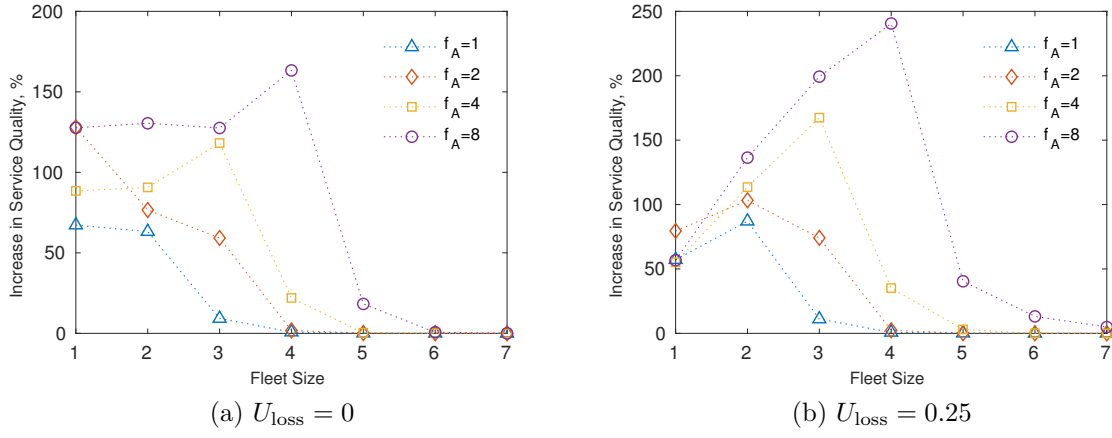 200
150
100
50
0
Increase in Service Quality, %
1 2 3 4 5 6 7
Fleet Size
f_A=1
f_A=2
f_A=4
f_A=8
(a) U_loss = 0
250
200
150
100
50
0
Increase in Service Quality, %
1 2 3 4 5 6 7
Fleet Size
f_A=1
f_A=2
f_A=4
f_A=8
(b) U_loss = 0.25